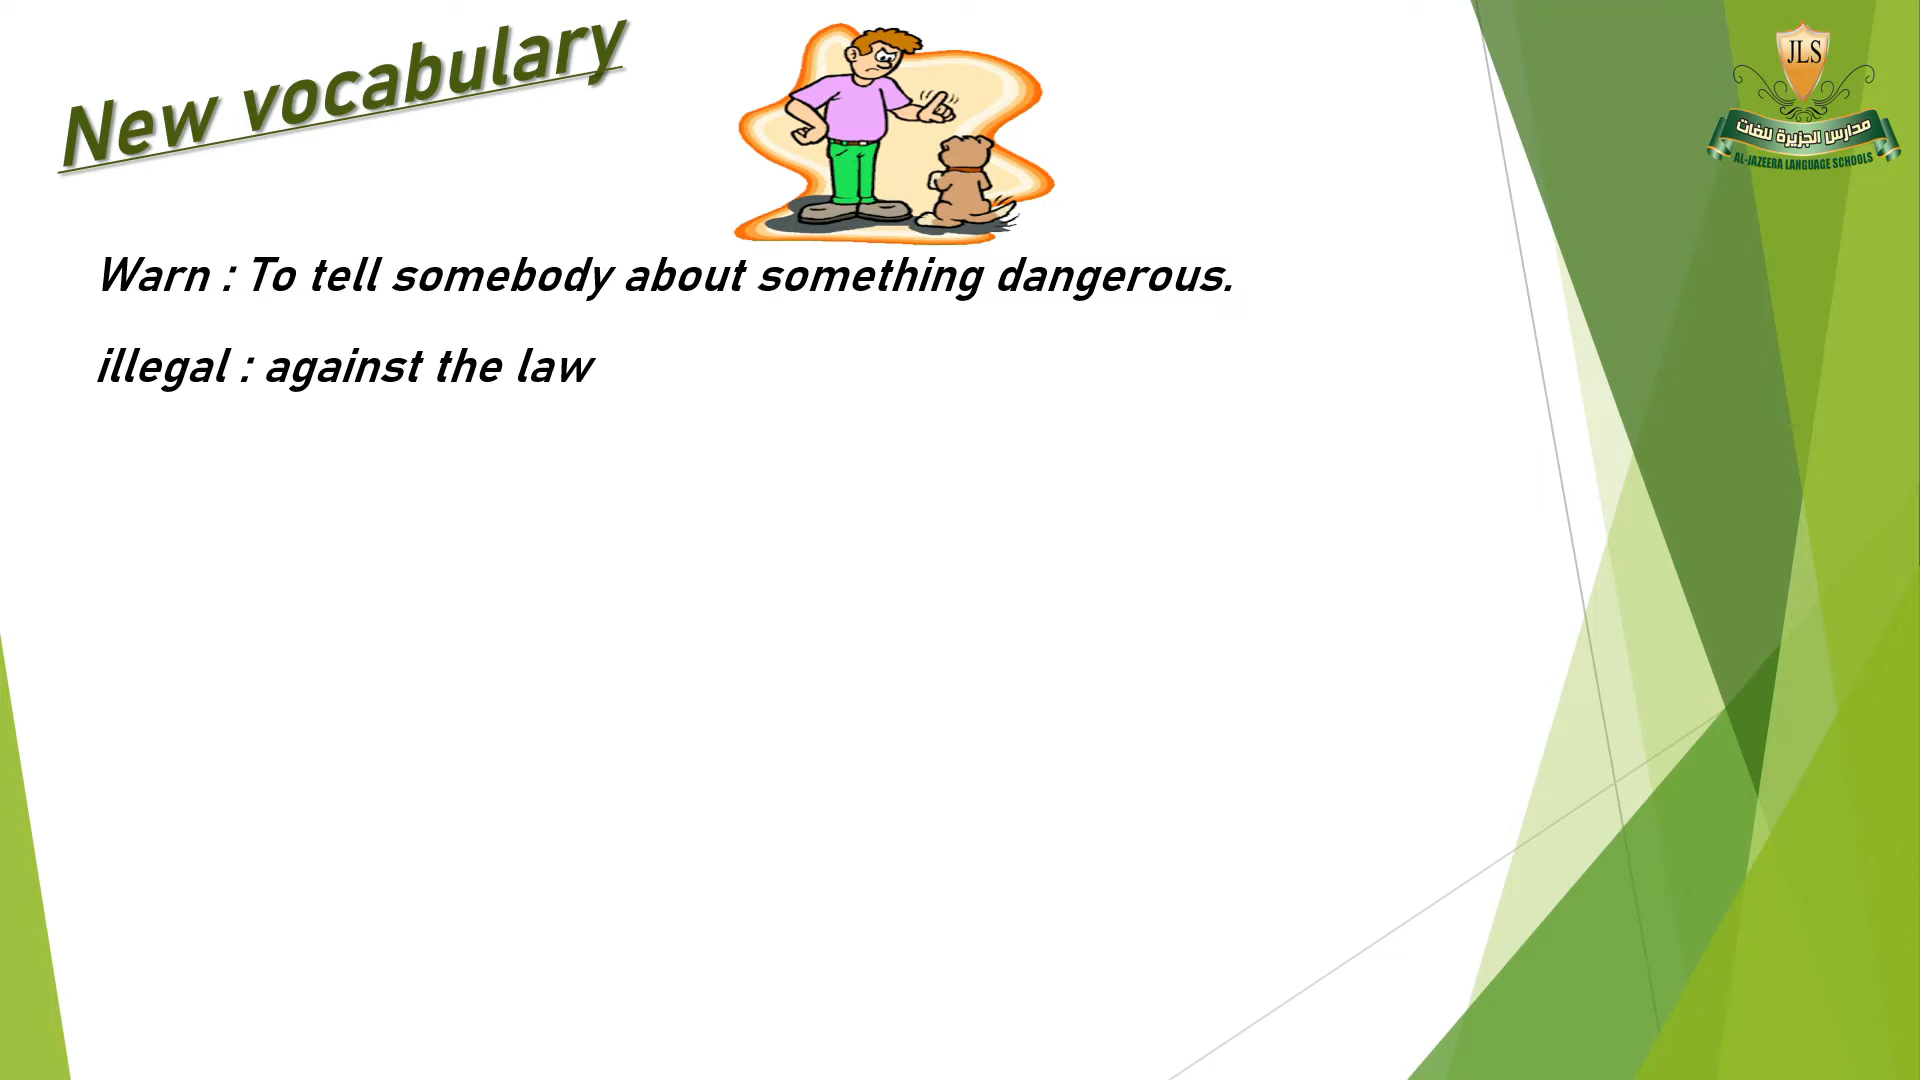 New vocabulary
JLS
مدارس الجزيرة للغات
AL-JAZEERA LANGUAGE SCHOOLS
Warn : To tell somebody about something dangerous.
illegal : against the law